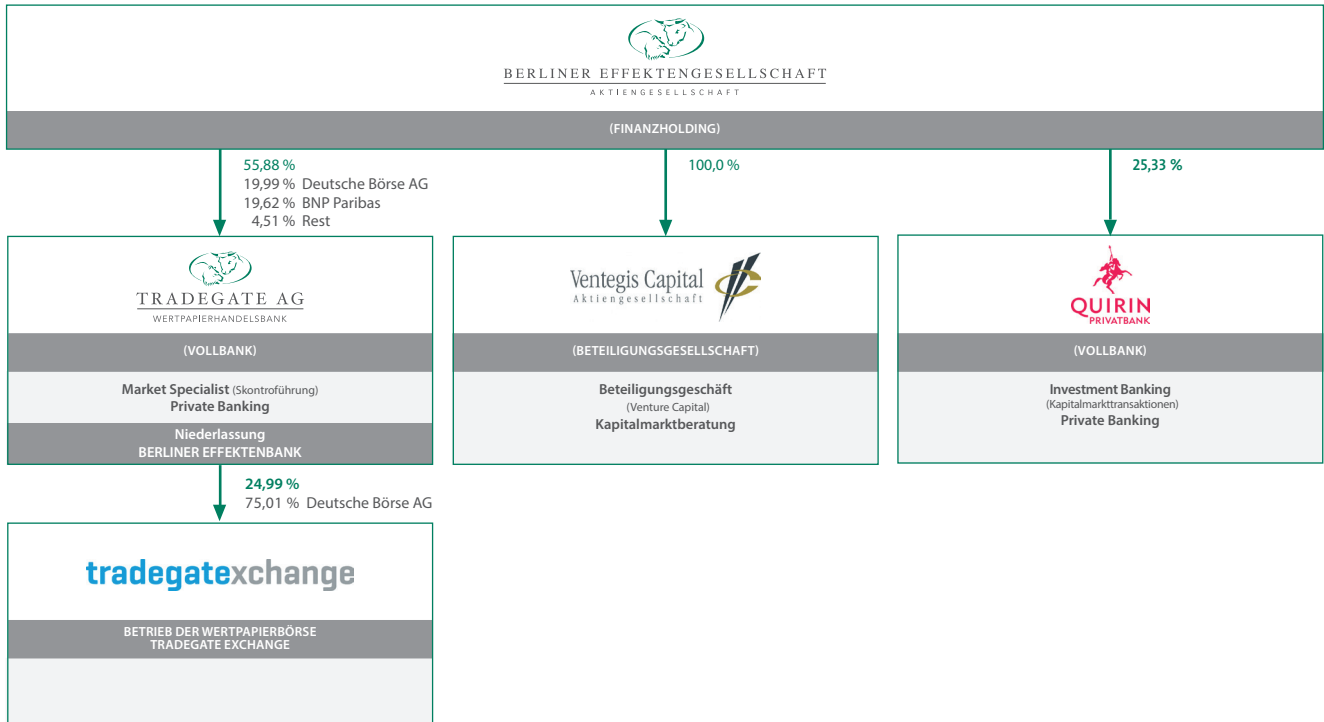 BERLINER EFFEKTENGESELLSCHAFT
AKTIENGESELLSCHAFT
(FINANZHOLDING)
55,88 %
19,99 % Deutsche Börse AG
19,62 % BNP Paribas
4,51 % Rest
100,0 %
25,33 %
TRADEGATE AG
WERTPAPIERHANDELSBANK
(VOLLBANK)
Market Specialist (Skontroführung)
Private Banking
Niederlassung
BERLINER EFFEKTENBANK
Ventegis Capital
Aktiengesellschaft
(BETEILIGUNGSGESELLSCHAFT)
Beteiligungsgeschäft
(Venture Capital)
Kapitalmarktberatung
QUIRIN
PRIVATBANK
(VOLLBANK)
Investment Banking
(Kapitalmarkttransaktionen)
Private Banking
24,99 %
75,01 % Deutsche Börse AG
tradegatexchange
BETRIEB DER WERTPAPIERBÖRSE
TRADEGATE EXCHANGE